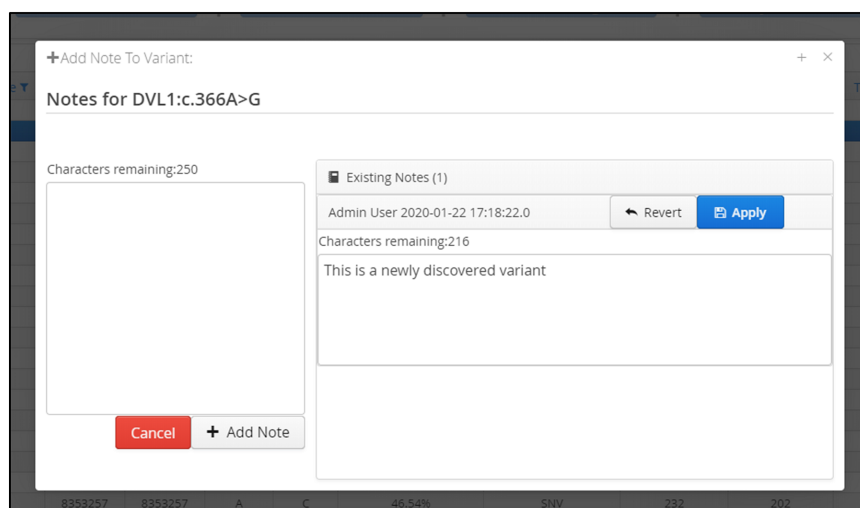 +Add Note To Variant:
Notes for DVL1:c.366A>G
Characters remaining:250
Existing Notes (1)
Admin User 2020-01-22 17:18:22.0
Revert
Apply
Characters remaining:216
This is a newly discovered variant
Cancel
+ Add Note
8353257 8353257 A C 46.54% SNV 232 202